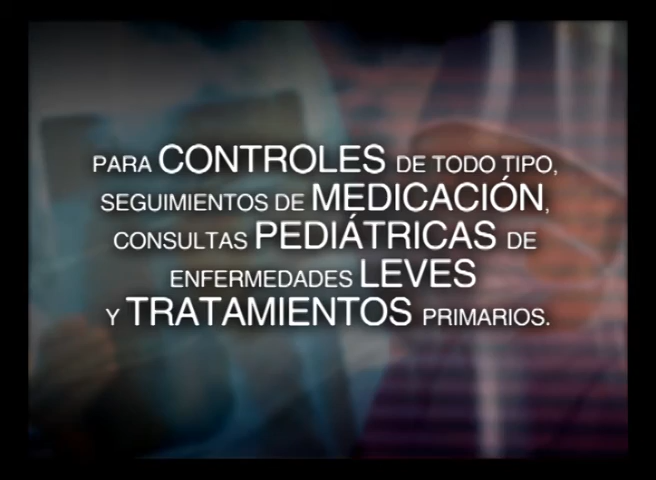 PARA CONTROLES DE TODO TIPO,
SEGUIMIENTOS DE MEDICACIÓN,
CONSULTAS PEDIÁTRICAS DE
ENFERMEDADES LEVES
Y TRATAMIENTOS PRIMARIOS.